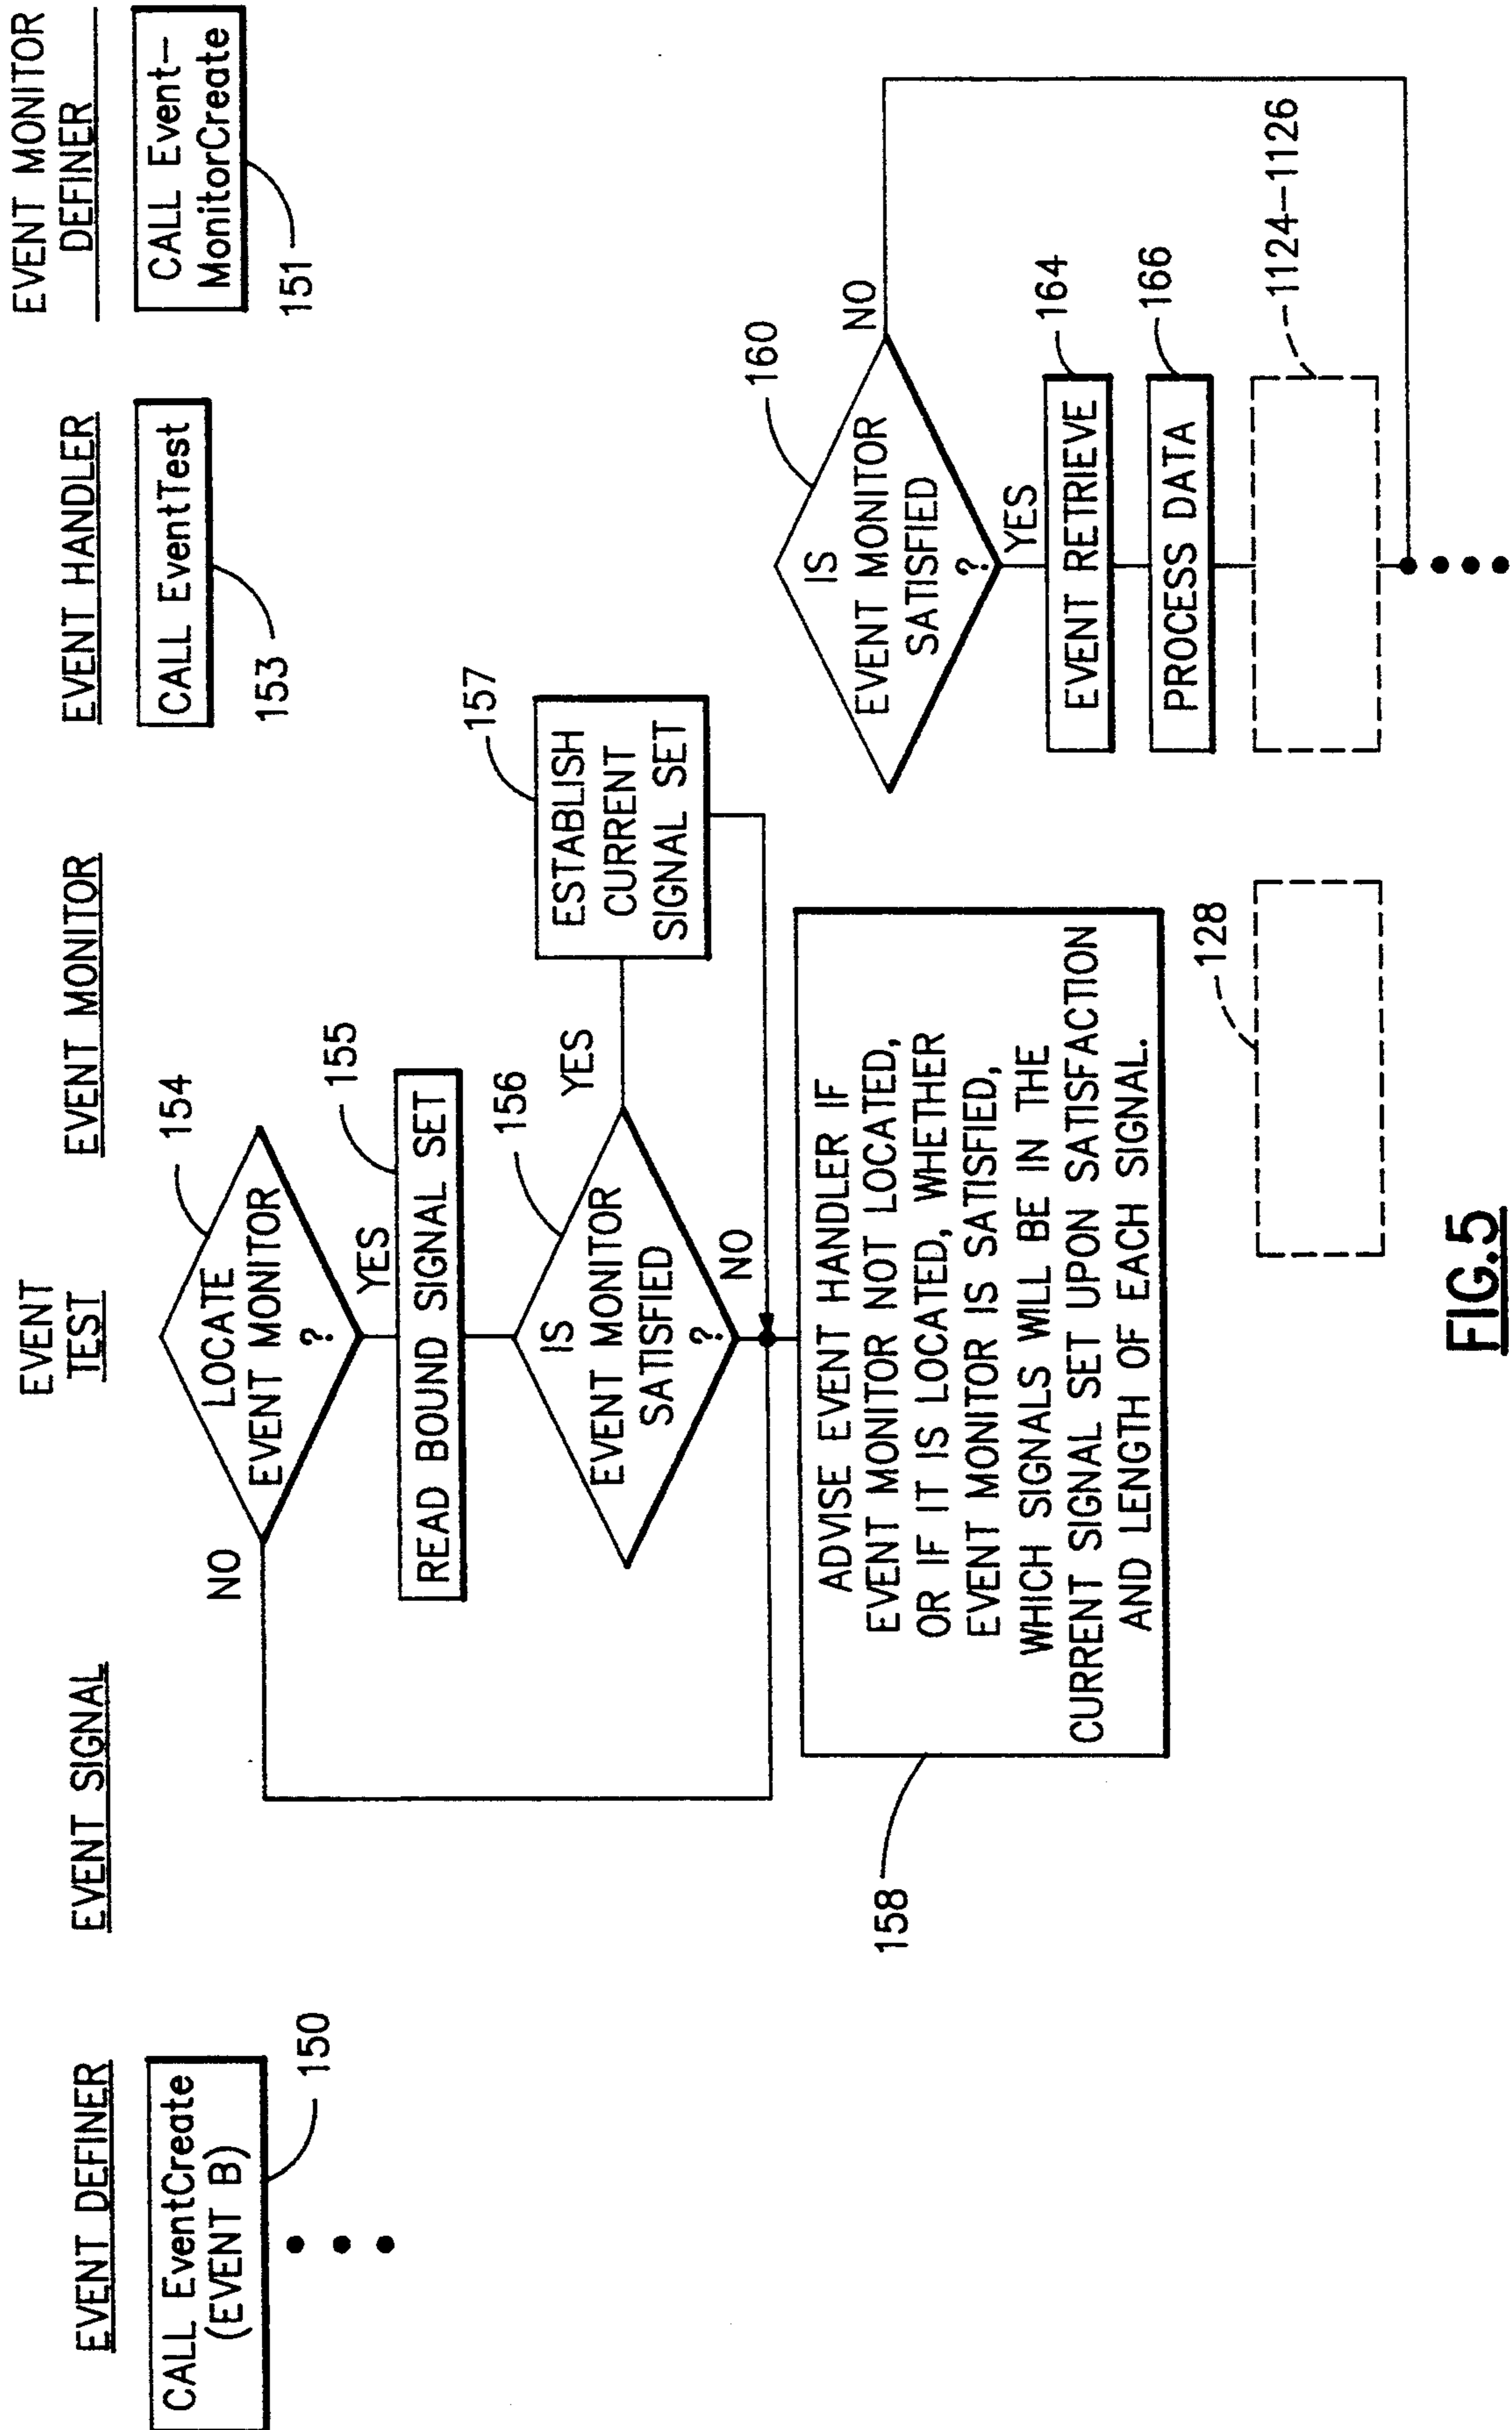 EVENT DEFINER
CALL EventCreate
(EVENT B)
150
EVENT SIGNAL
EVENT
TEST
LOCATE
EVENT MONITOR
?
154
NO
YES
READ BOUND SIGNAL SET
155
IS
EVENT MONITOR
SATISFIED
?
156
YES
NO
ESTABLISH
CURRENT
SIGNAL SET
157
ADVISE EVENT HANDLER IF
EVENT MONITOR NOT LOCATED,
OR IF IT IS LOCATED, WHETHER
EVENT MONITOR IS SATISFIED,
WHICH SIGNALS WILL BE IN THE
CURRENT SIGNAL SET UPON SATISFACTION
AND LENGTH OF EACH SIGNAL.
158
EVENT MONITOR
128
EVENT HANDLER
CALL EventTest
153
IS
EVENT MONITOR
SATISFIED
?
160
NO
YES
EVENT RETRIEVE
164
PROCESS DATA
166
1124-1126
EVENT MONITOR
DEFINER
CALL Event-
MonitorCreate
151
FIG.5